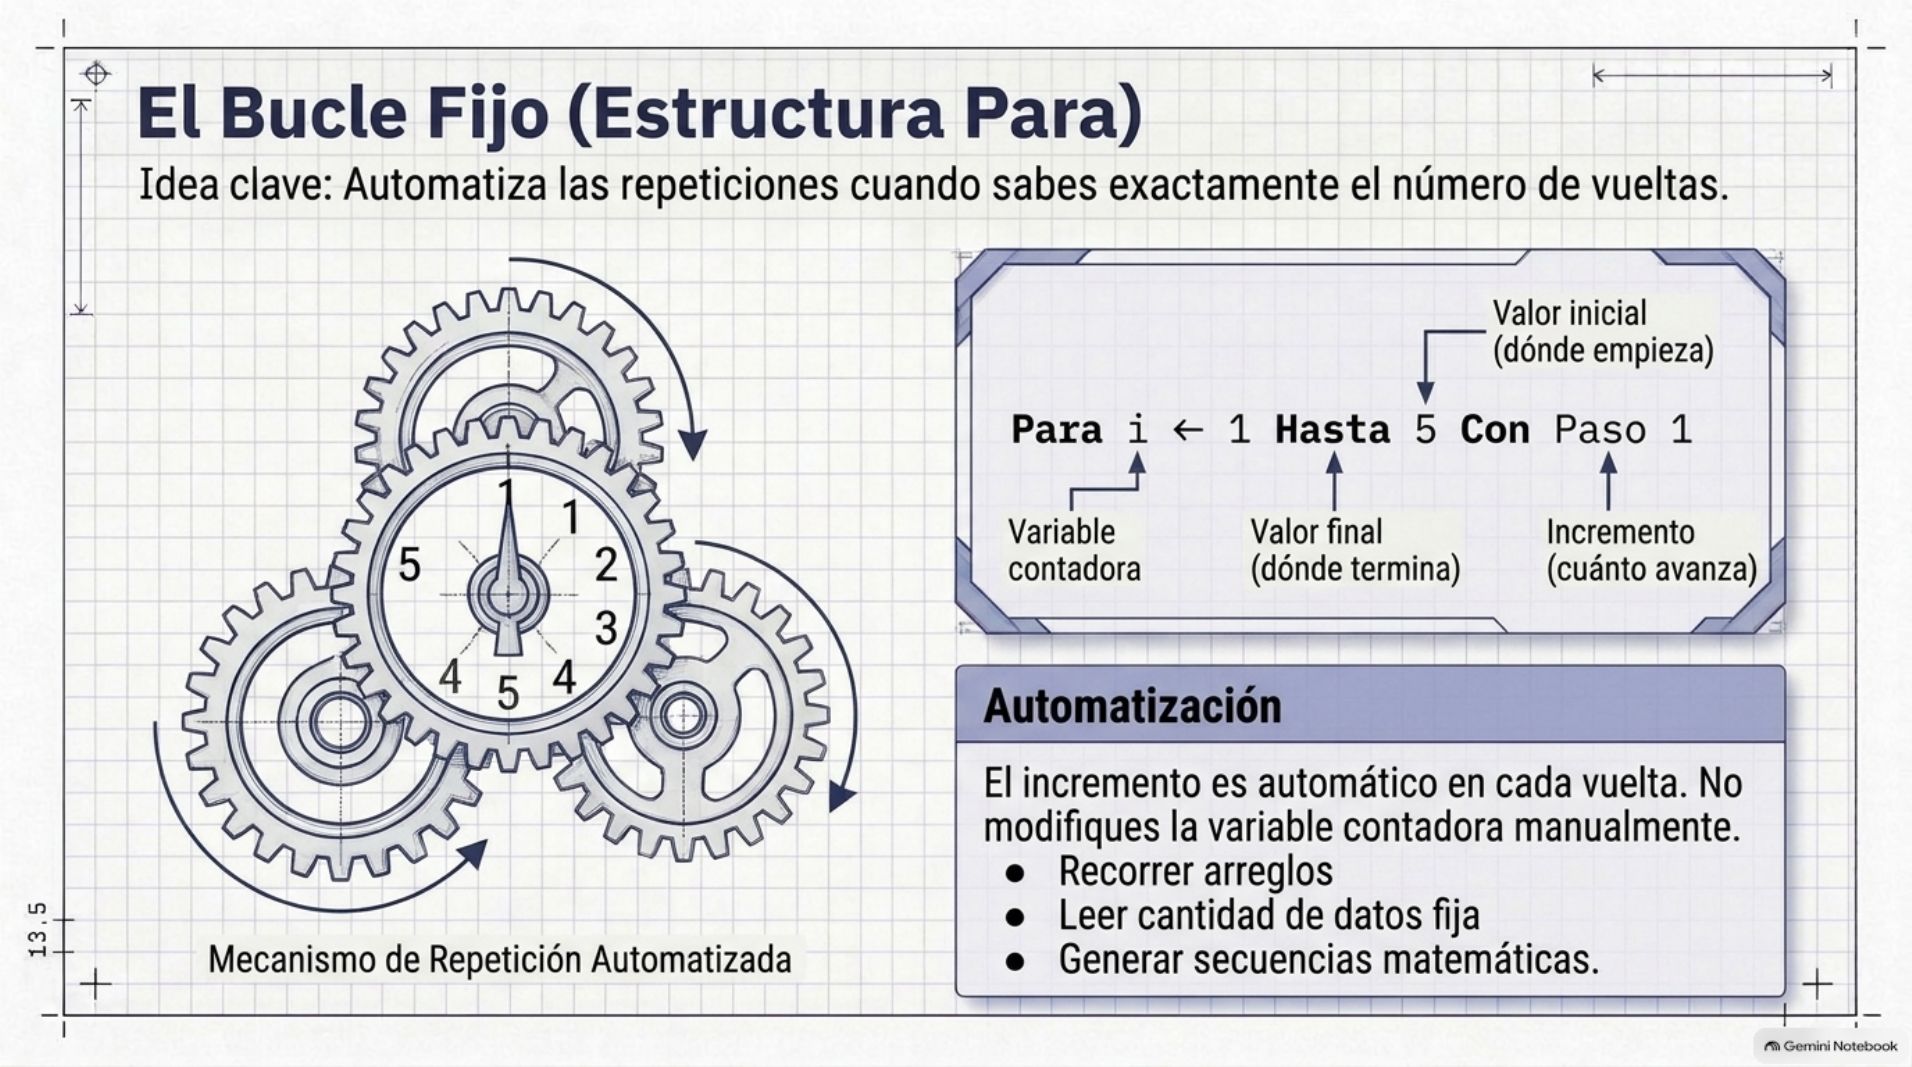 El Bucle Fijo (Estructura Para)
Idea clave: Automatiza las repeticiones cuando sabes exactamente el número de vueltas.
1
1
5
2
3
4
4
5
Mecanismo de Repetición Automatizada
13.5
Valor inicial
(dónde empieza)
Para i ← 1 Hasta 5 Con Paso 1
Variable
contadora
Valor final
(dónde termina)
Incremento
(cuánto avanza)
Automatización
El incremento es automático en cada vuelta. No
modifiques la variable contadora manualmente.
● Recorrer arreglos
● Leer cantidad de datos fija
● Generar secuencias matemáticas.
Gemini Notebook